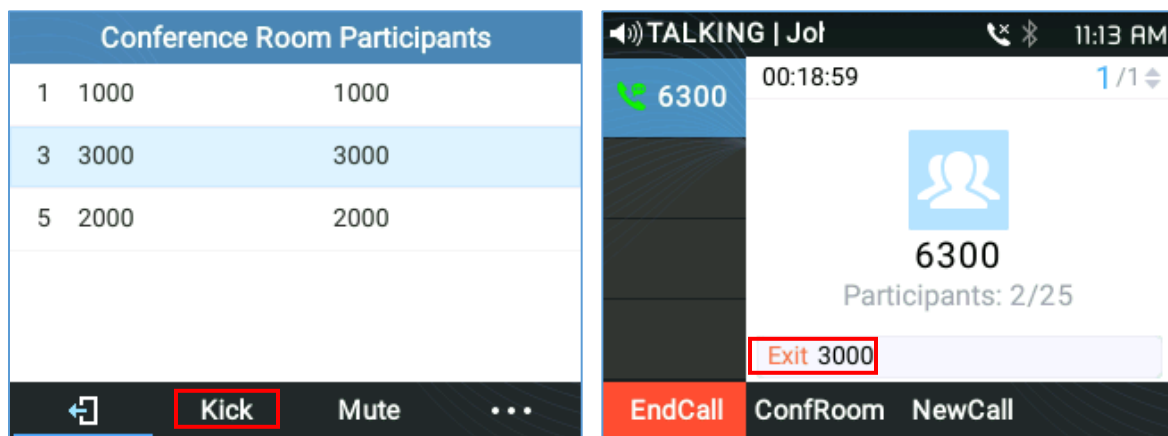 Conference Room Participants
1 1000 1000
3 3000 3000
5 2000 2000
Kick Mute ...
TALKING | Joh 11:13 AM
6300 00:18:59 1/1
6300
Participants: 2/25
Exit 3000
EndCall ConfRoom NewCall